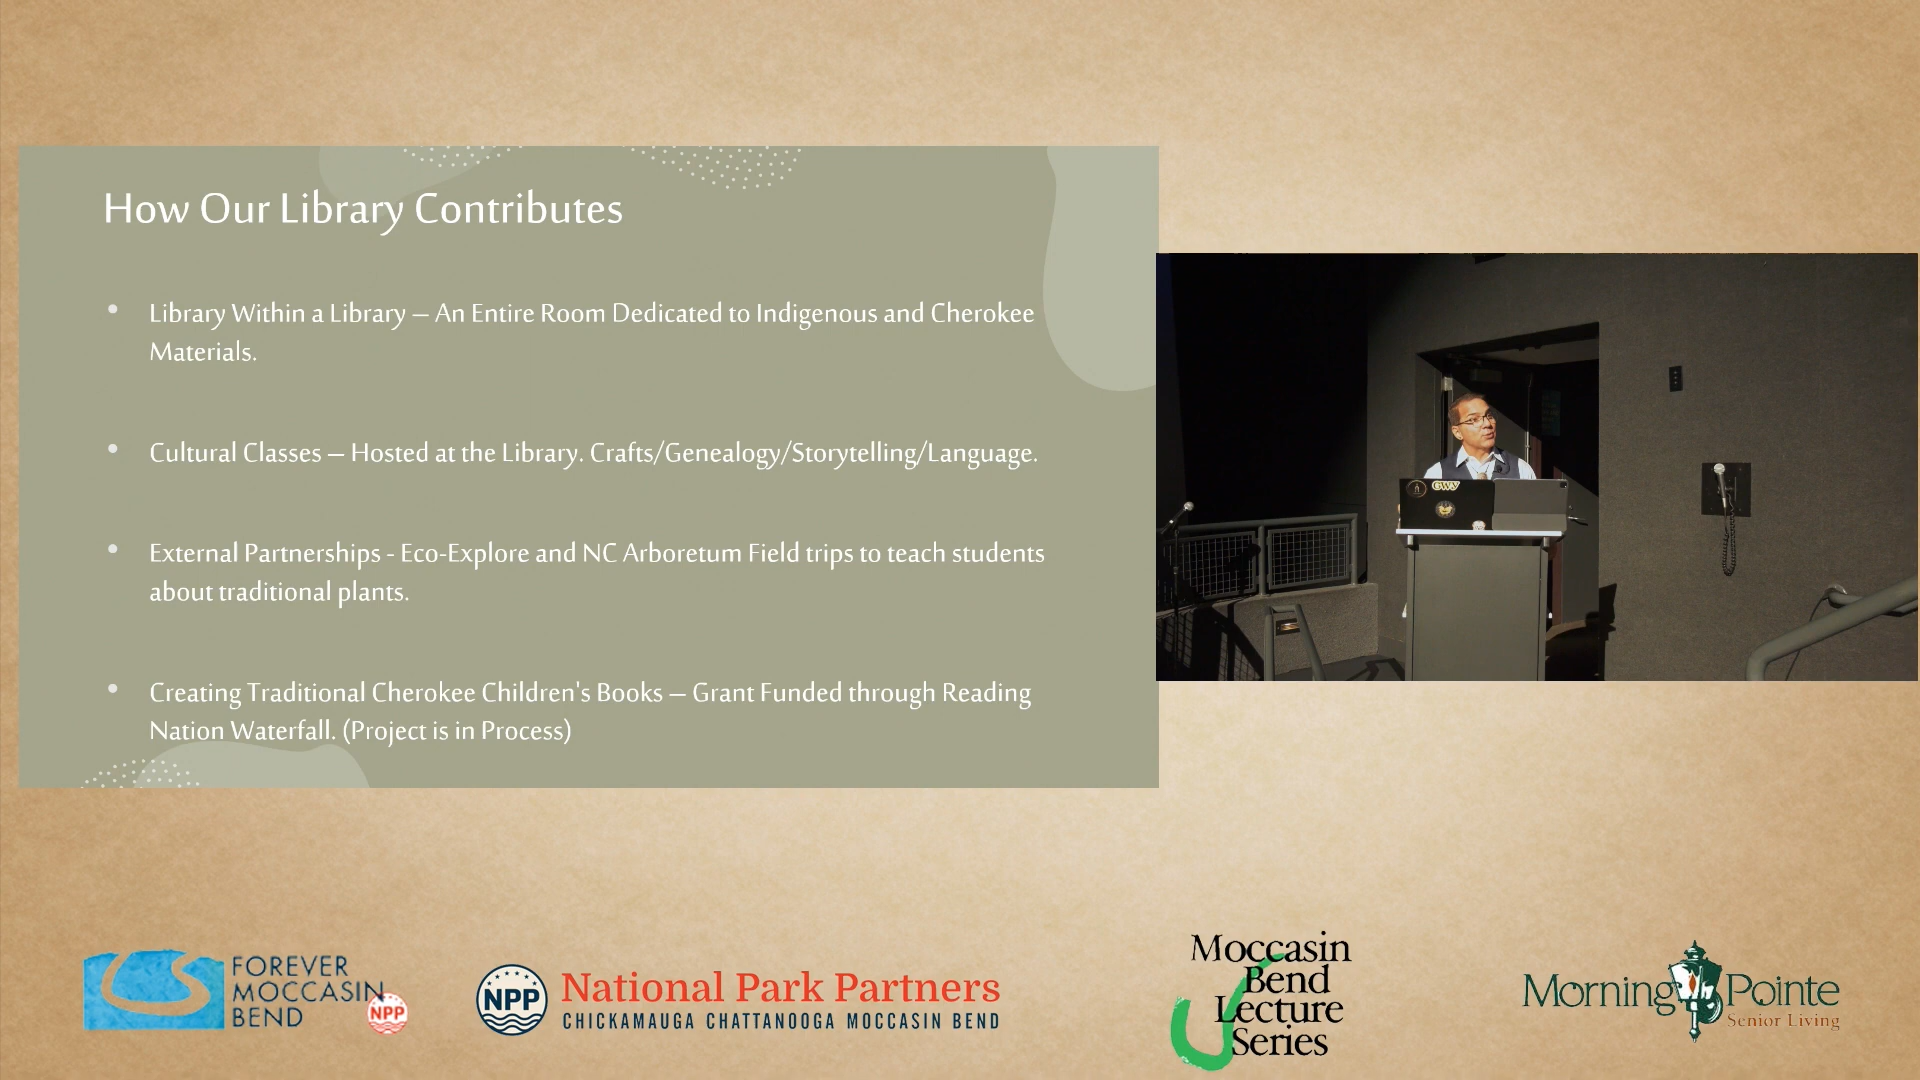 How Our Library Contributes
Library Within a Library – An Entire Room Dedicated to Indigenous and Cherokee
Materials.
Cultural Classes – Hosted at the Library. Crafts/Genealogy/Storytelling/Language.
External Partnerships - Eco-Explore and NC Arboretum Field trips to teach students
about traditional plants.
Creating Traditional Cherokee Children's Books – Grant Funded through Reading
Nation Waterfall. (Project is in Process)
GWY
FOREVER
MOCCASIN
BEND
NPP
NPP
National Park Partners
CHICKAMAUGA CHATTANOOGA MOCCASIN BEND
Moccasin
Bend
Lecture
Series
Morning Pointe
Senior Living